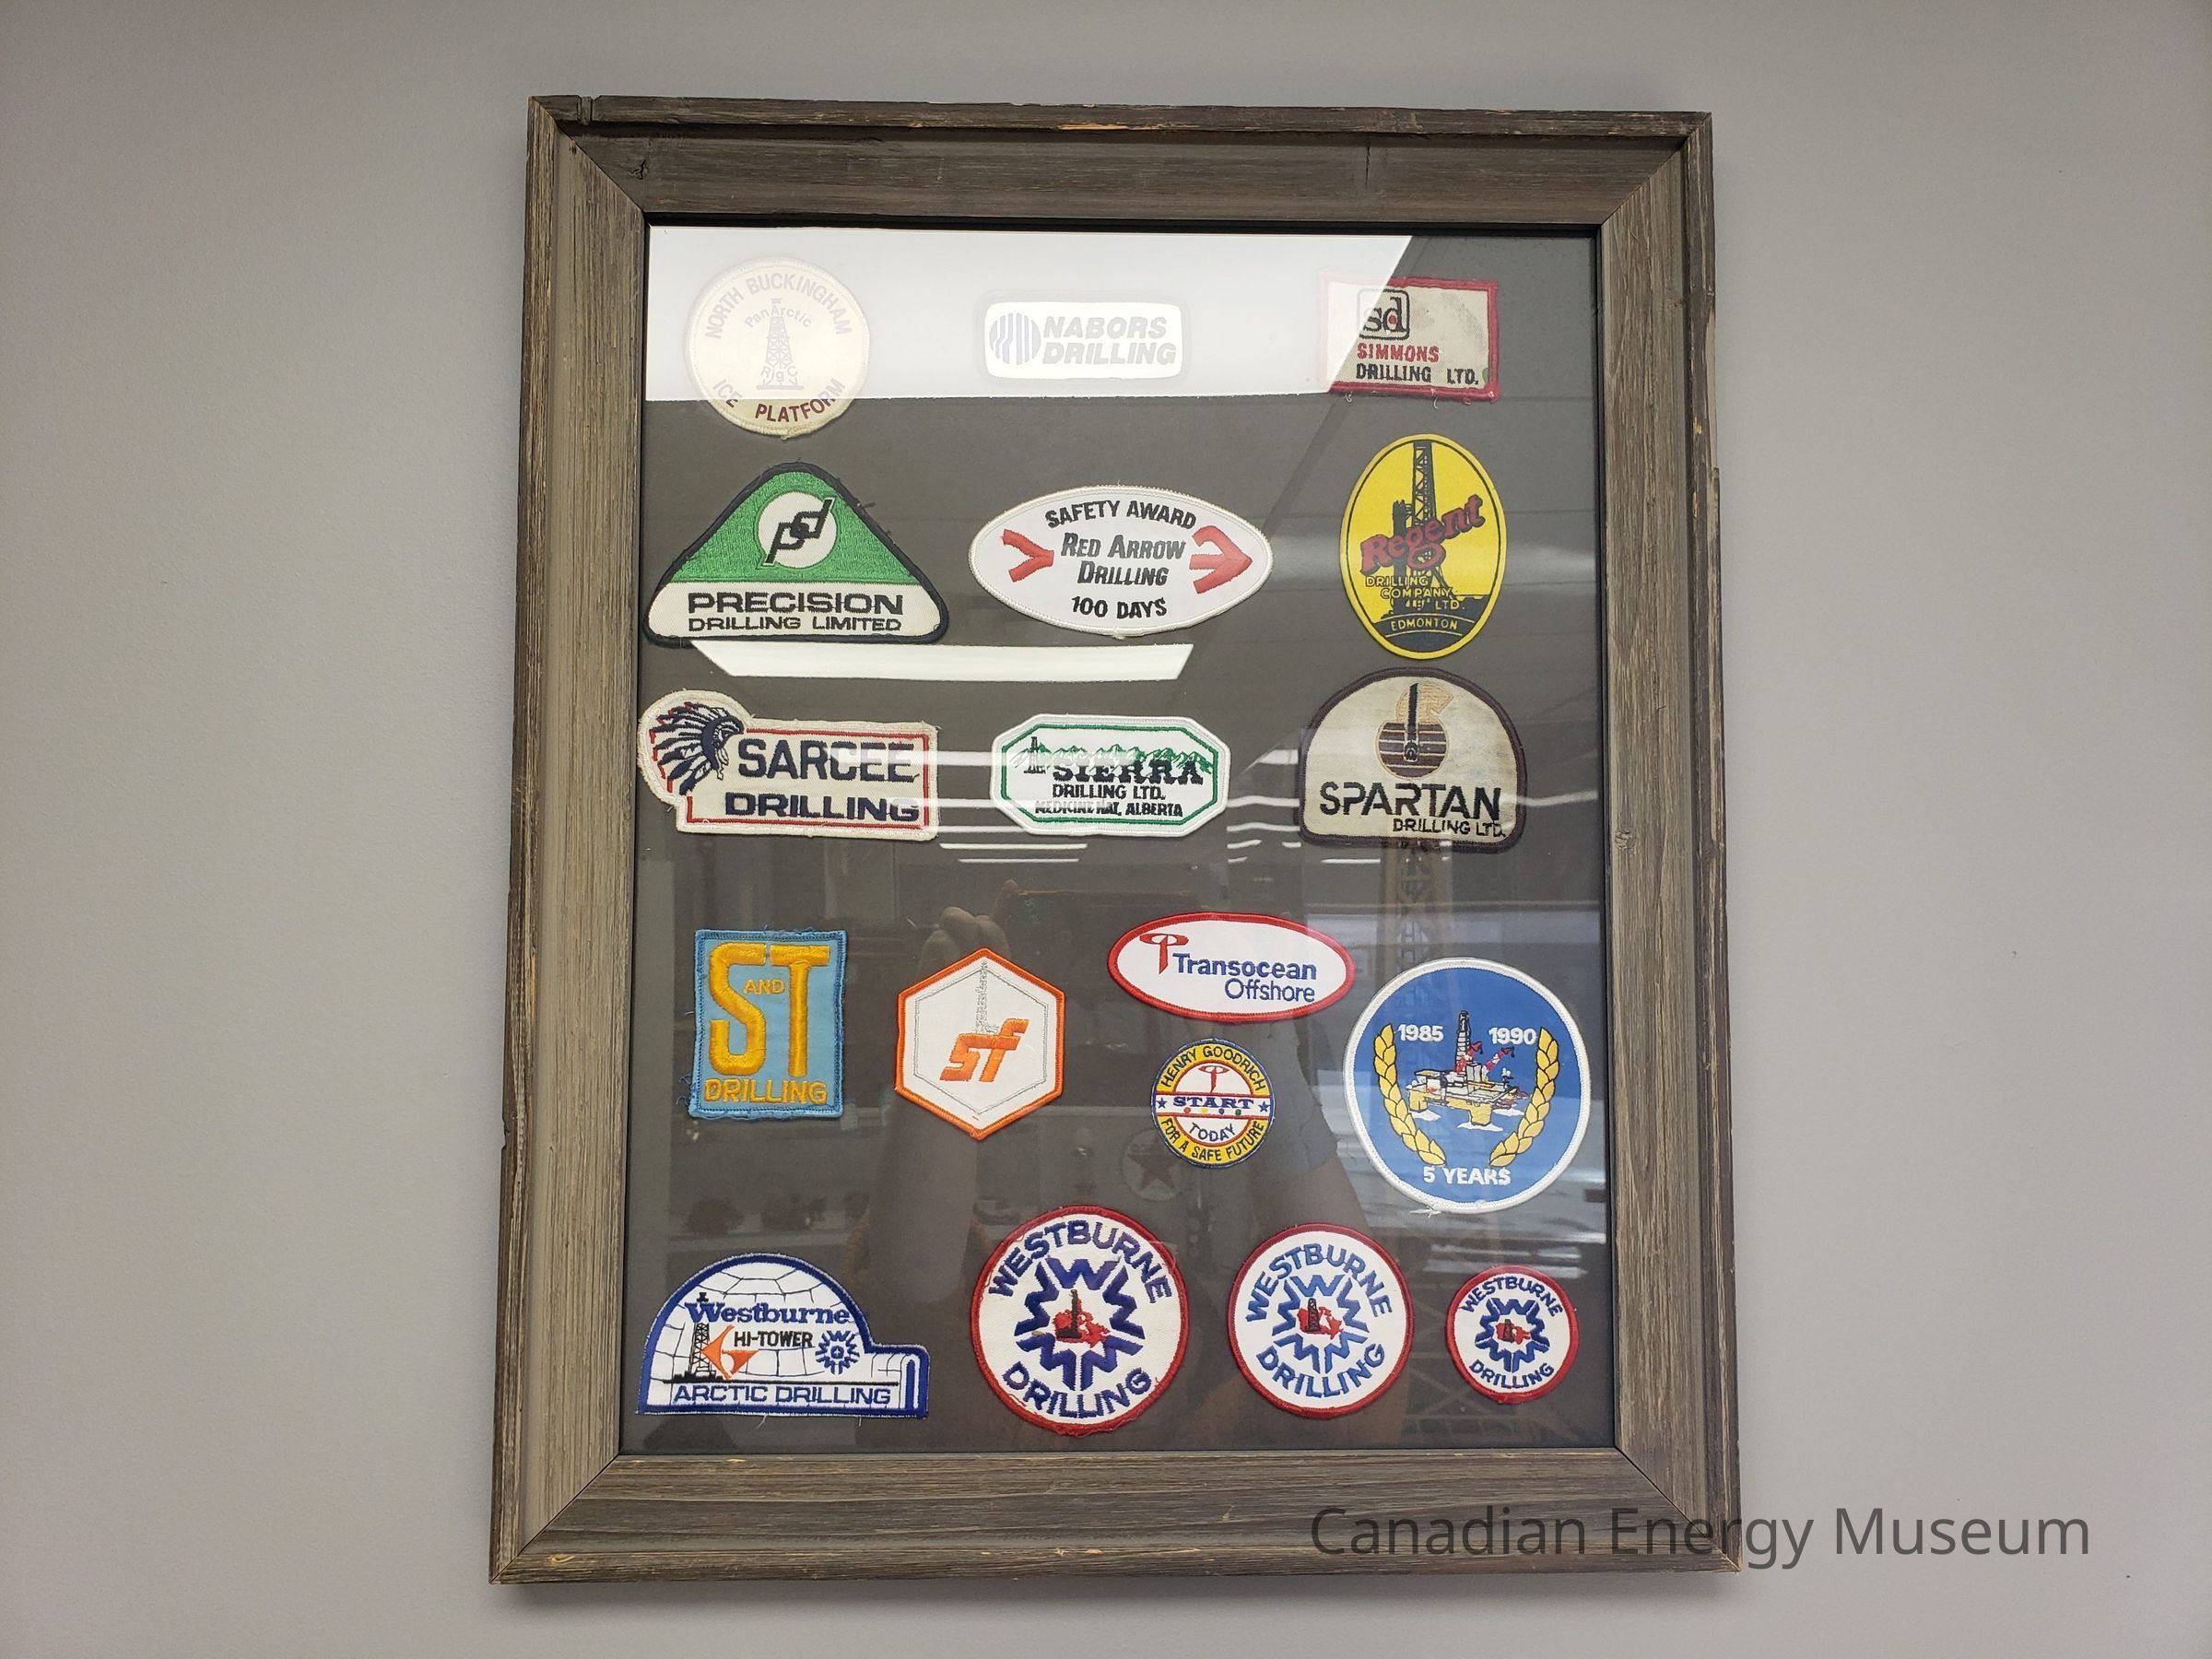 NORTH BUCKINGHAM
PanArctic
ICE PLATFORM
NABORS
DRILLING
sd
SIMMONS
DRILLING LTD.
pd
PRECISION
DRILLING LIMITED
SAFETY AWARD
RED ARROW
DRILLING
100 DAYS
Regent
DRILLING
COMPANY
LTD.
EDMONTON
SARCEE
DRILLING
SIERRA
DRILLING LTD.
MEDICINE HAT, ALBERTA
SPARTAN
DRILLING LTD.
S AND T
DRILLING
sf
Transocean
Offshore
HENRY GOODRICH
START
TODAY
FOR A SAFE FUTURE
1985 1990
5 YEARS
Westburne
HI-TOWER
ARCTIC DRILLING
WESTBURNE
DRILLING
WESTBURNE
DRILLING
WESTBURNE
DRILLING
Canadian Energy Museum